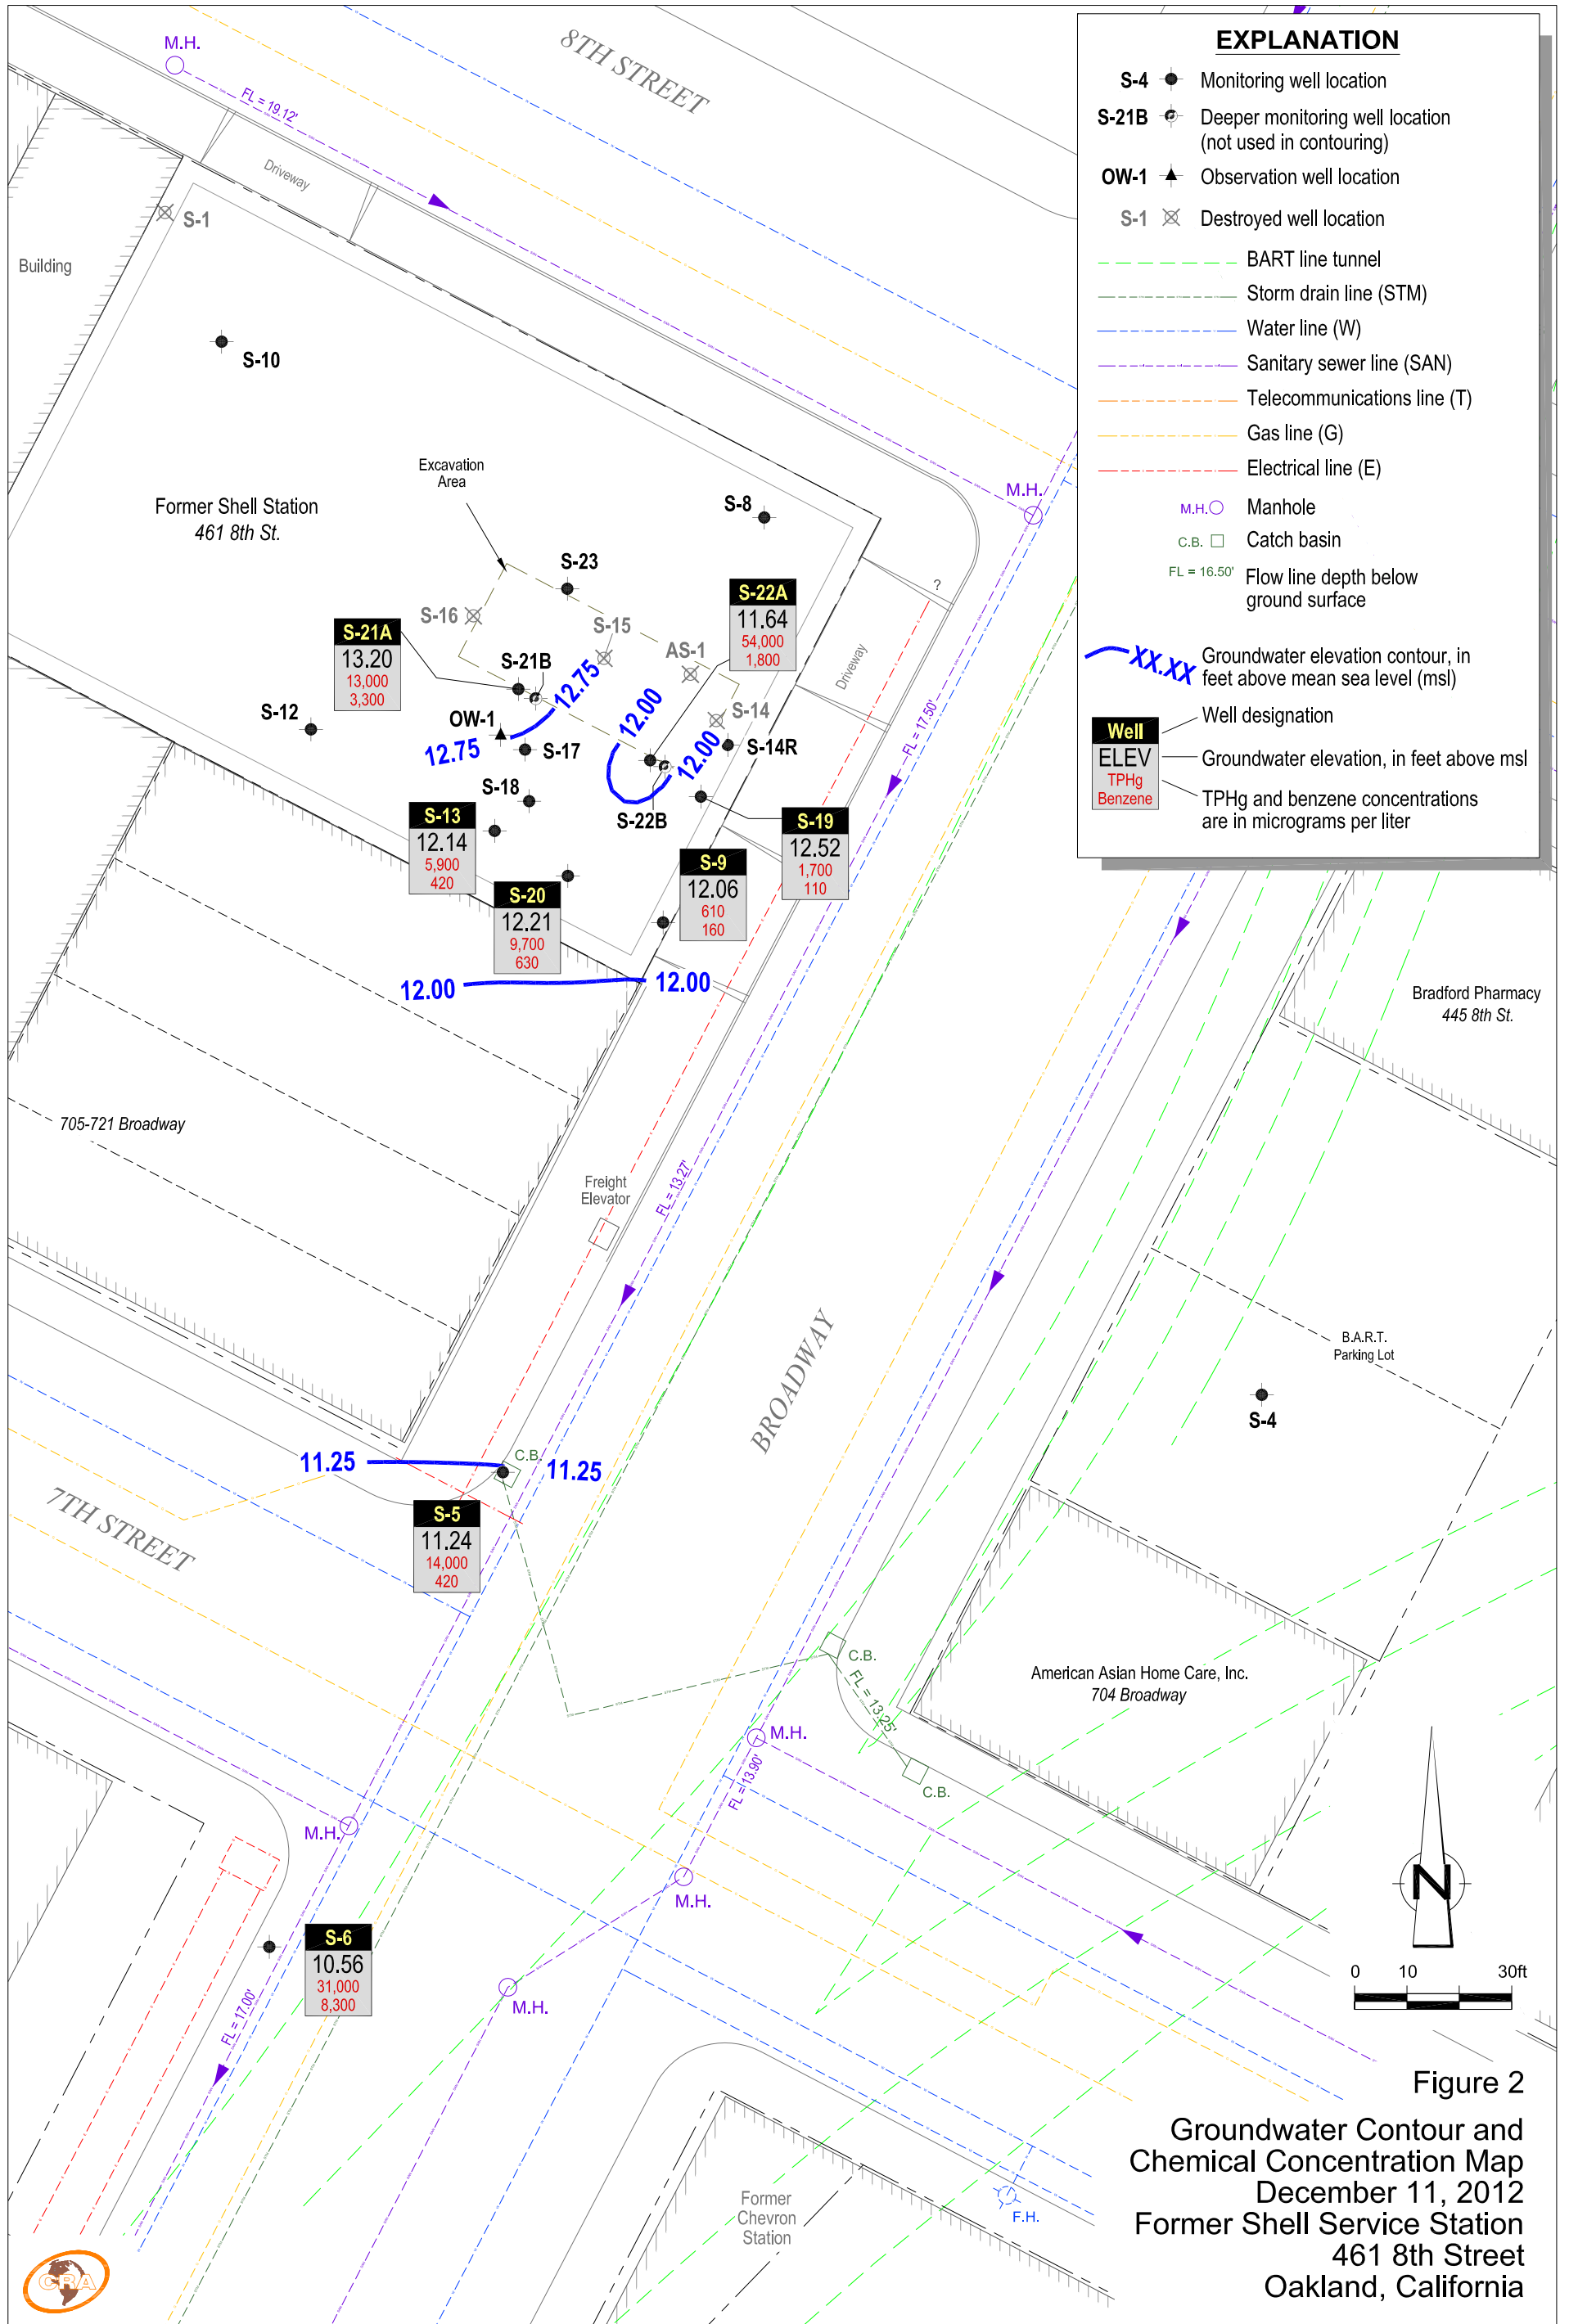 M.H.
FL = 19.12'
8TH STREET
Driveway
S-1
Building
S-10
Former Shell Station
461 8th St.
Excavation
Area
S-8
M.H.
S-23
S-16
S-15
AS-1
?
Driveway
S-22A
11.64
54,000
1,800
S-21A
13.20
13,000
3,300
S-21B
12.75
12.00
S-14
12.00
S-14R
FL = 17.50'
S-12
OW-1
12.75
S-17
S-18
S-22B
S-13
12.14
5,900
420
S-19
12.52
1,700
110
S-9
12.06
610
160
S-20
12.21
9,700
630
12.00
12.00
705-721 Broadway
Freight
Elevator
FL = 13.27'
BROADWAY
11.25
C.B.
11.25
7TH STREET
S-5
11.24
14,000
420
Bradford Pharmacy
445 8th St.
B.A.R.T.
Parking Lot
S-4
C.B.
FL = 13.25'
C.B.
American Asian Home Care, Inc.
704 Broadway
M.H.
FL = 13.90'
M.H.
M.H.
M.H.
S-6
10.56
31,000
8,300
FL = 17.00'
Former
Chevron
Station
F.H.
EXPLANATION
S-4 Monitoring well location
S-21B Deeper monitoring well location
(not used in contouring)
OW-1 Observation well location
S-1 Destroyed well location
BART line tunnel
Storm drain line (STM)
Water line (W)
Sanitary sewer line (SAN)
Telecommunications line (T)
Gas line (G)
Electrical line (E)
M.H. Manhole
C.B. Catch basin
FL = 16.50' Flow line depth below
ground surface
XX.XX Groundwater elevation contour, in
feet above mean sea level (msl)
Well
ELEV
TPHg
Benzene
Well designation
Groundwater elevation, in feet above msl
TPHg and benzene concentrations
are in micrograms per liter
N
0 10 30ft
Figure 2
Groundwater Contour and
Chemical Concentration Map
December 11, 2012
Former Shell Service Station
461 8th Street
Oakland, California
CRA